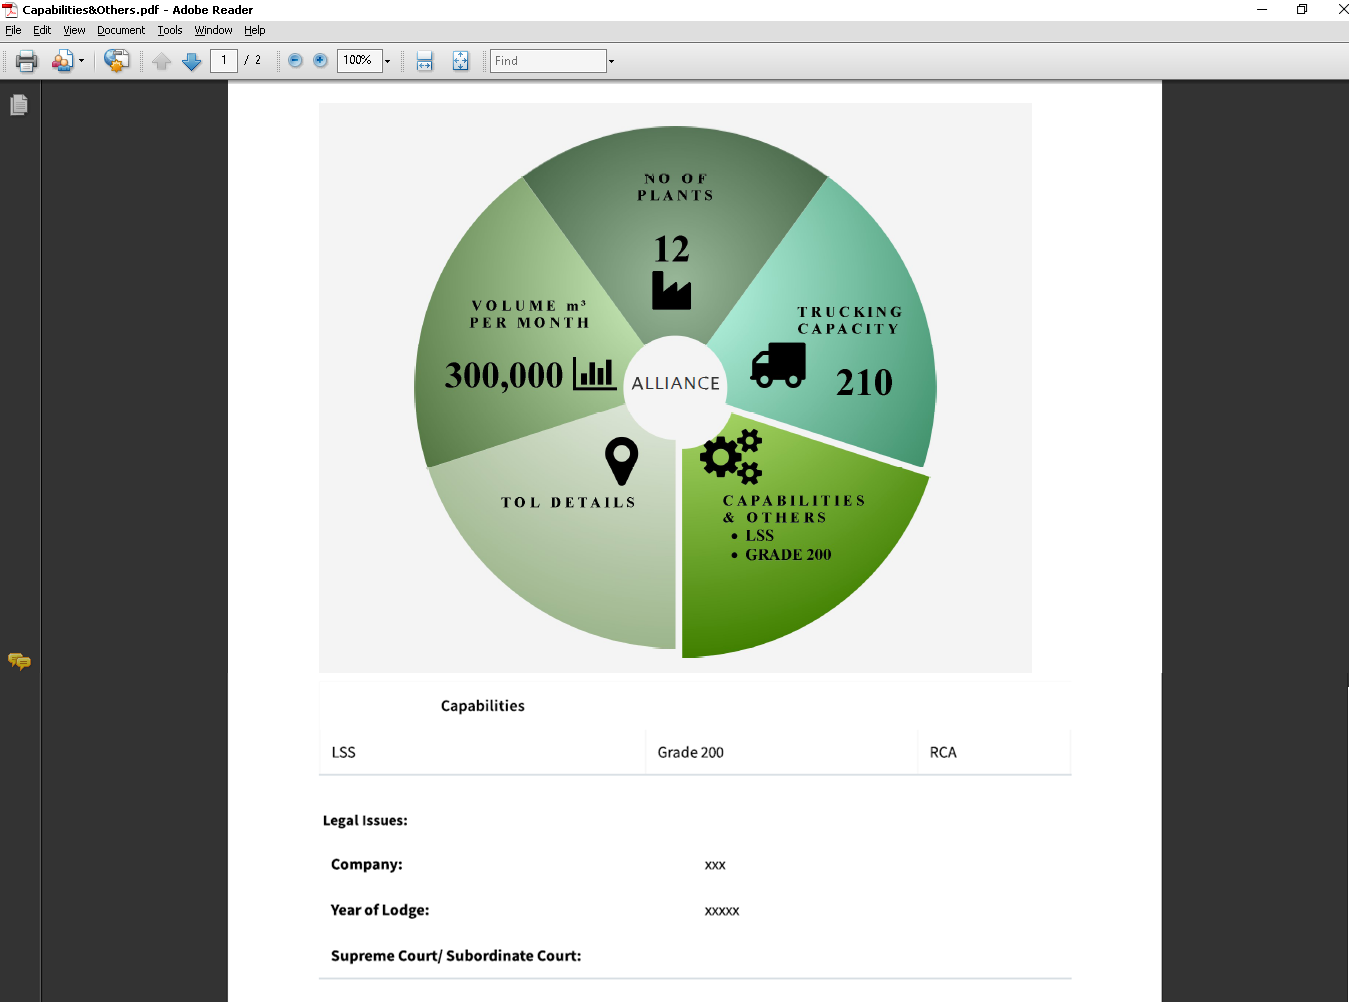 Capabilities&Others.pdf - Adobe Reader
File Edit View Document Tools Window Help
1 / 2 100% Find
NO OF
PLANTS
12
VOLUME m³
PER MONTH
300,000
TRUCKING
CAPACITY
210
ALLIANCE
TOL DETAILS
CAPABILITIES
& OTHERS
• LSS
• GRADE 200
Capabilities
LSS Grade 200 RCA
Legal Issues:
Company: xxx
Year of Lodge: xxxxx
Supreme Court/ Subordinate Court: